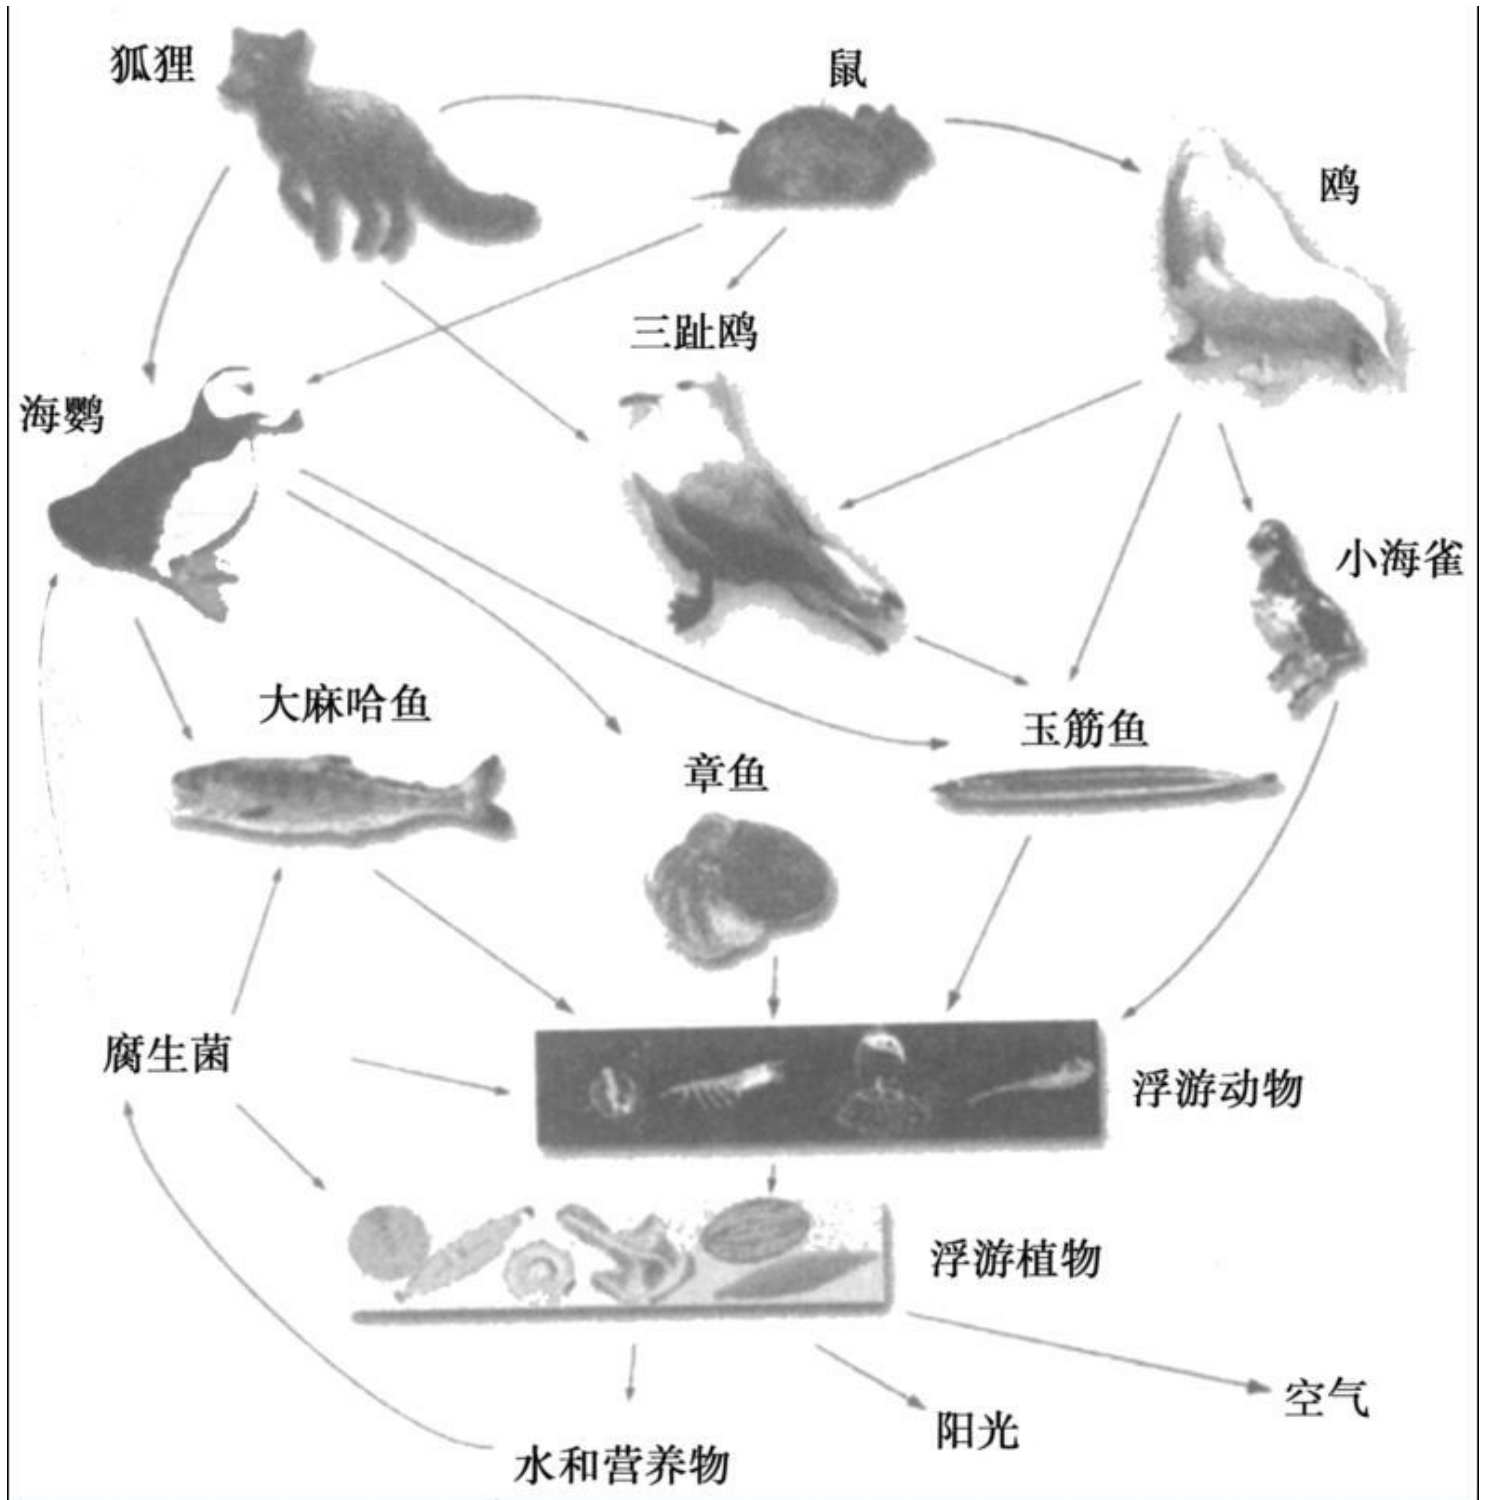 狐狸
鼠
鸥
三趾鸥
海鹦
小海雀
大麻哈鱼
玉筋鱼
章鱼
腐生菌
浮游动物
浮游植物
空气
阳光
水和营养物